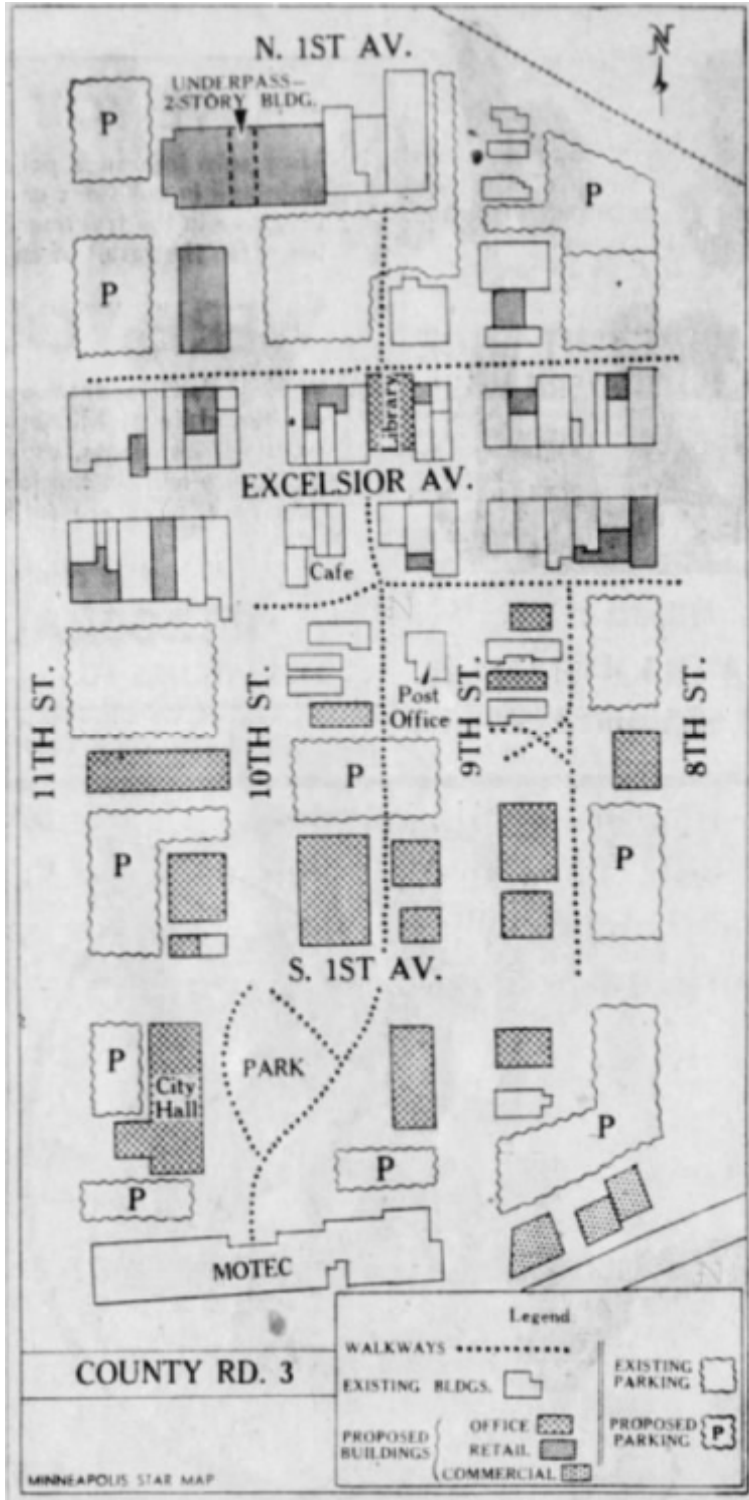 N. 1ST AV.
N
UNDERPASS—
2-STORY BLDG.
P
P
P
Library
EXCELSIOR AV.
Cafe
11TH ST.
10TH ST.
Post
Office
9TH ST.
8TH ST.
P
P
P
S. 1ST AV.
P
City
Hall
PARK
P
P
P
MOTEC
COUNTY RD. 3
Legend
WALKWAYS
EXISTING BLDGS.
PROPOSED
BUILDINGS
OFFICE
RETAIL
COMMERCIAL
EXISTING
PARKING
PROPOSED
PARKING
P
MINNEAPOLIS STAR MAP